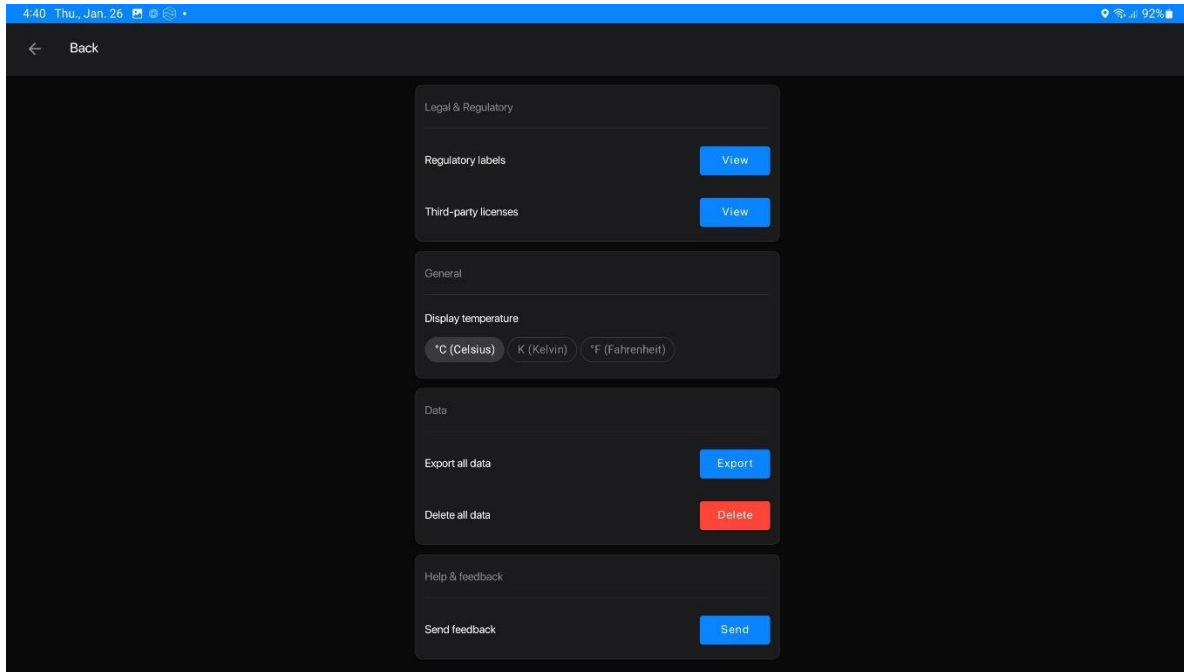 4:40 Thu., Jan. 26 92%
Back
Legal & Regulatory
Regulatory labels View
Third-party licenses View
General
Display temperature
°C (Celsius) K (Kelvin) °F (Fahrenheit)
Data
Export all data Export
Delete all data Delete
Help & feedback
Send feedback Send